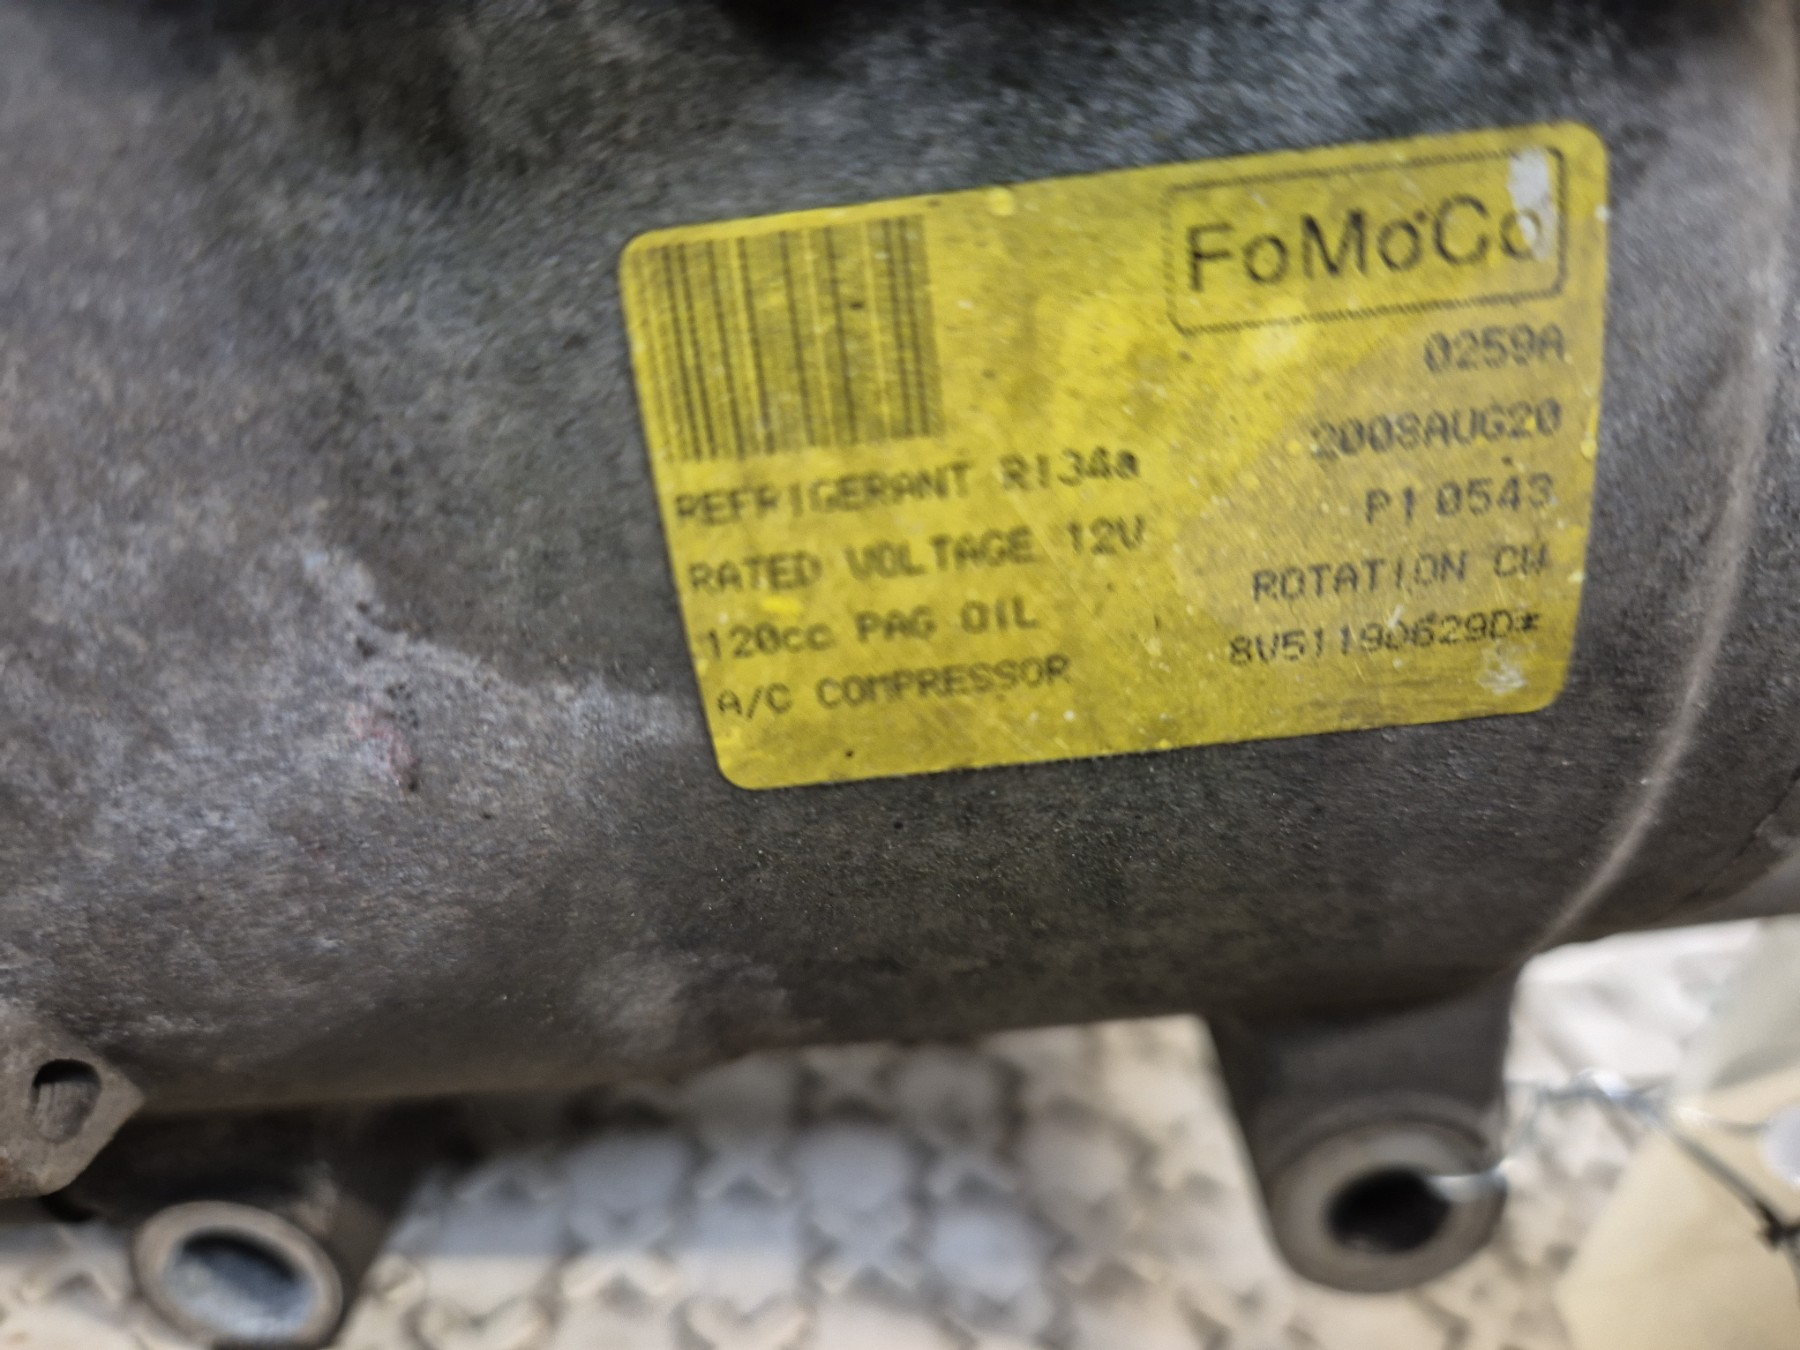 FoMoCo
0259A
2008AUG20
P1 0543
ROTATION CW
8V5119D629D*
REFRIGERANT R134a
RATED VOLTAGE 12V
120cc PAG OIL
A/C COMPRESSOR